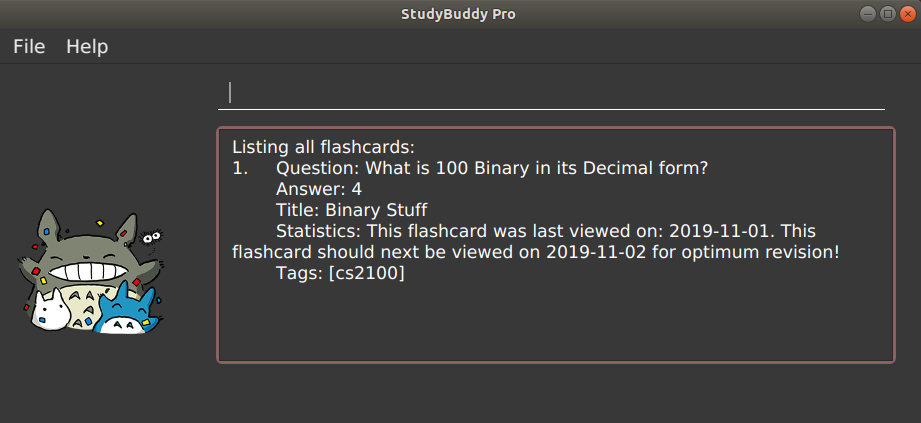 StudyBuddy Pro
File Help
Listing all flashcards:
1. Question: What is 100 Binary in its Decimal form?
Answer: 4
Title: Binary Stuff
Statistics: This flashcard was last viewed on: 2019-11-01. This
flashcard should next be viewed on 2019-11-02 for optimum revision!
Tags: [cs2100]